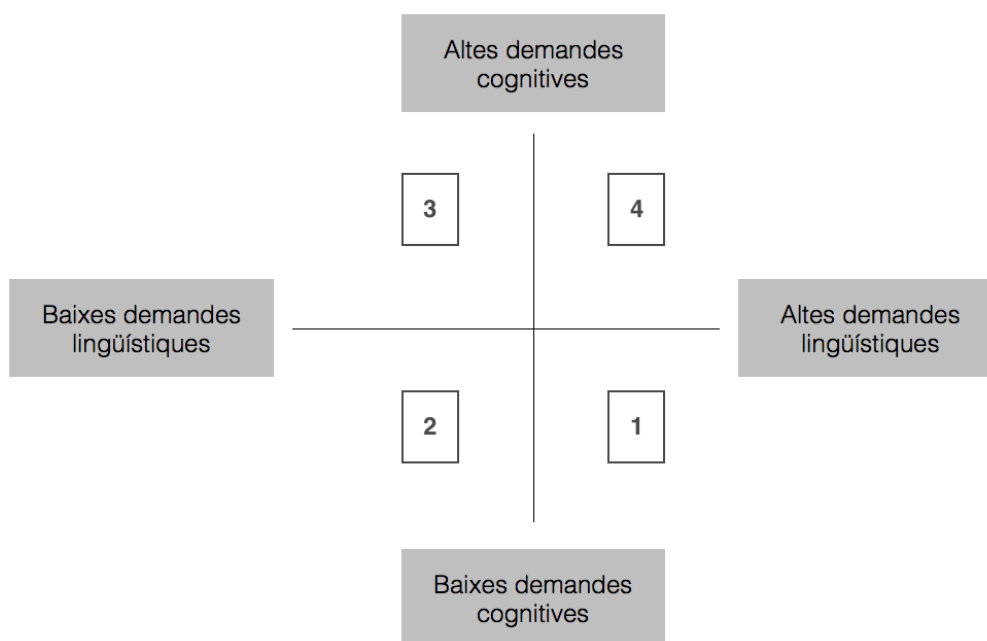 Altes demandes
cognitives
3
4
Baixes demandes
lingüístiques
Altes demandes
lingüístiques
2
1
Baixes demandes
cognitives